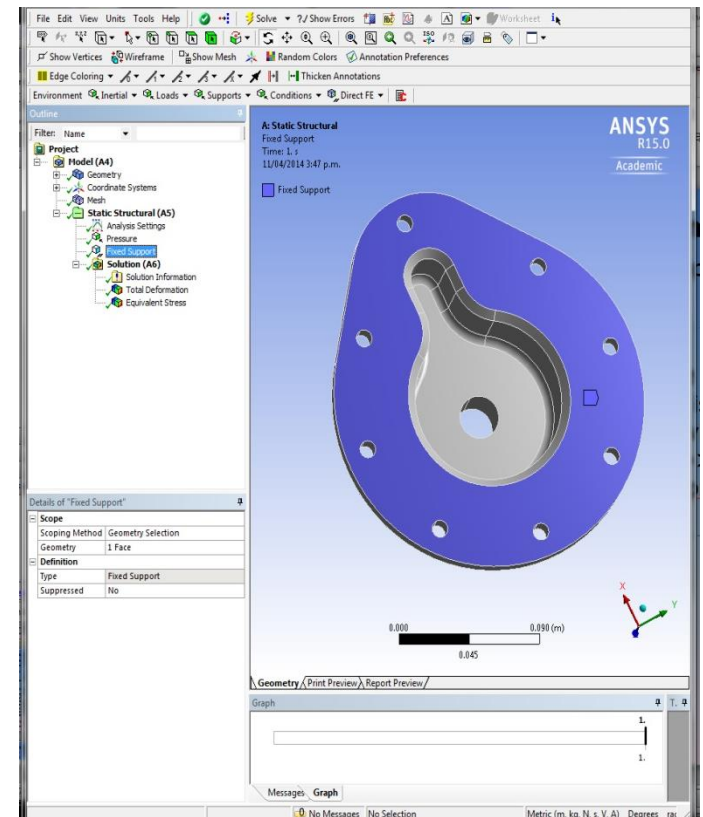 File Edit View Units Tools Help Solve ?/ Show Errors Worksheet
Show Vertices Wireframe Show Mesh Random Colors Annotation Preferences
Edge Coloring Thicken Annotations
Environment Inertial Loads Supports Conditions Direct FE
Outline
Filter: Name
Project
Model (A4)
Geometry
Coordinate Systems
Mesh
Static Structural (A5)
Analysis Settings
Pressure
Fixed Support
Solution (A6)
Solution Information
Total Deformation
Equivalent Stress
Details of "Fixed Support"
Scope
Scoping Method Geometry Selection
Geometry 1 Face
Definition
Type Fixed Support
Suppressed No
A: Static Structural
Fixed Support
Time: 1. s
11/04/2014 3:47 p.m.
Fixed Support
ANSYS
R15.0
Academic
X
Y
0.000 0.090 (m)
0.045
Geometry Print Preview Report Preview
Graph T.
1.
1.
Messages Graph
No Messages No Selection Metric (m, kg, N, s, V, A) Degrees